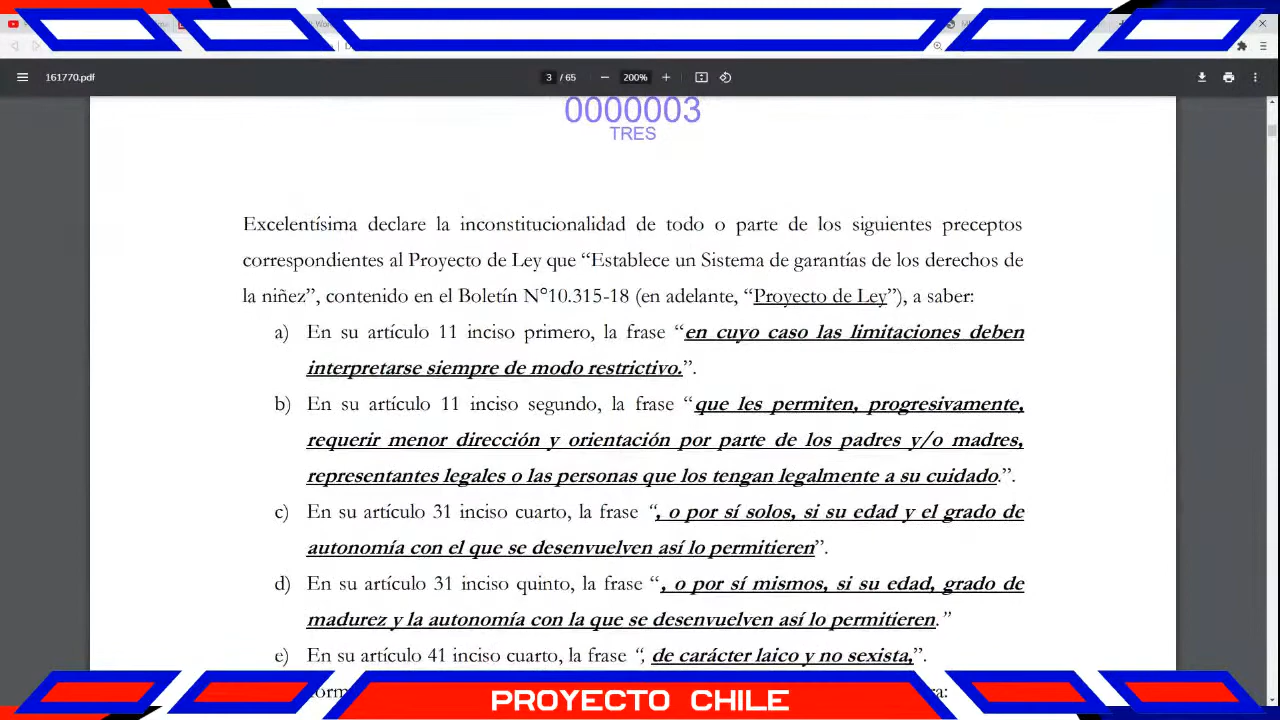 161770.pdf
3 / 65
200%
0000003
TRES
Excelentísima declare la inconstitucionalidad de todo o parte de los siguientes preceptos
correspondientes al Proyecto de Ley que “Establece un Sistema de garantías de los derechos de
la niñez”, contenido en el Boletín N°10.315-18 (en adelante, “Proyecto de Ley”), a saber:
a) En su artículo 11 inciso primero, la frase “en cuyo caso las limitaciones deben
interpretarse siempre de modo restrictivo.”.
b) En su artículo 11 inciso segundo, la frase “que les permiten, progresivamente,
requerir menor dirección y orientación por parte de los padres y/o madres,
representantes legales o las personas que los tengan legalmente a su cuidado.”.
c) En su artículo 31 inciso cuarto, la frase “, o por sí solos, si su edad y el grado de
autonomía con el que se desenvuelven así lo permitieren”.
d) En su artículo 31 inciso quinto, la frase “, o por sí mismos, si su edad, grado de
madurez y la autonomía con la que se desenvuelven así lo permitieren.”
e) En su artículo 41 inciso cuarto, la frase “, de carácter laico y no sexista,”.
PROYECTO CHILE